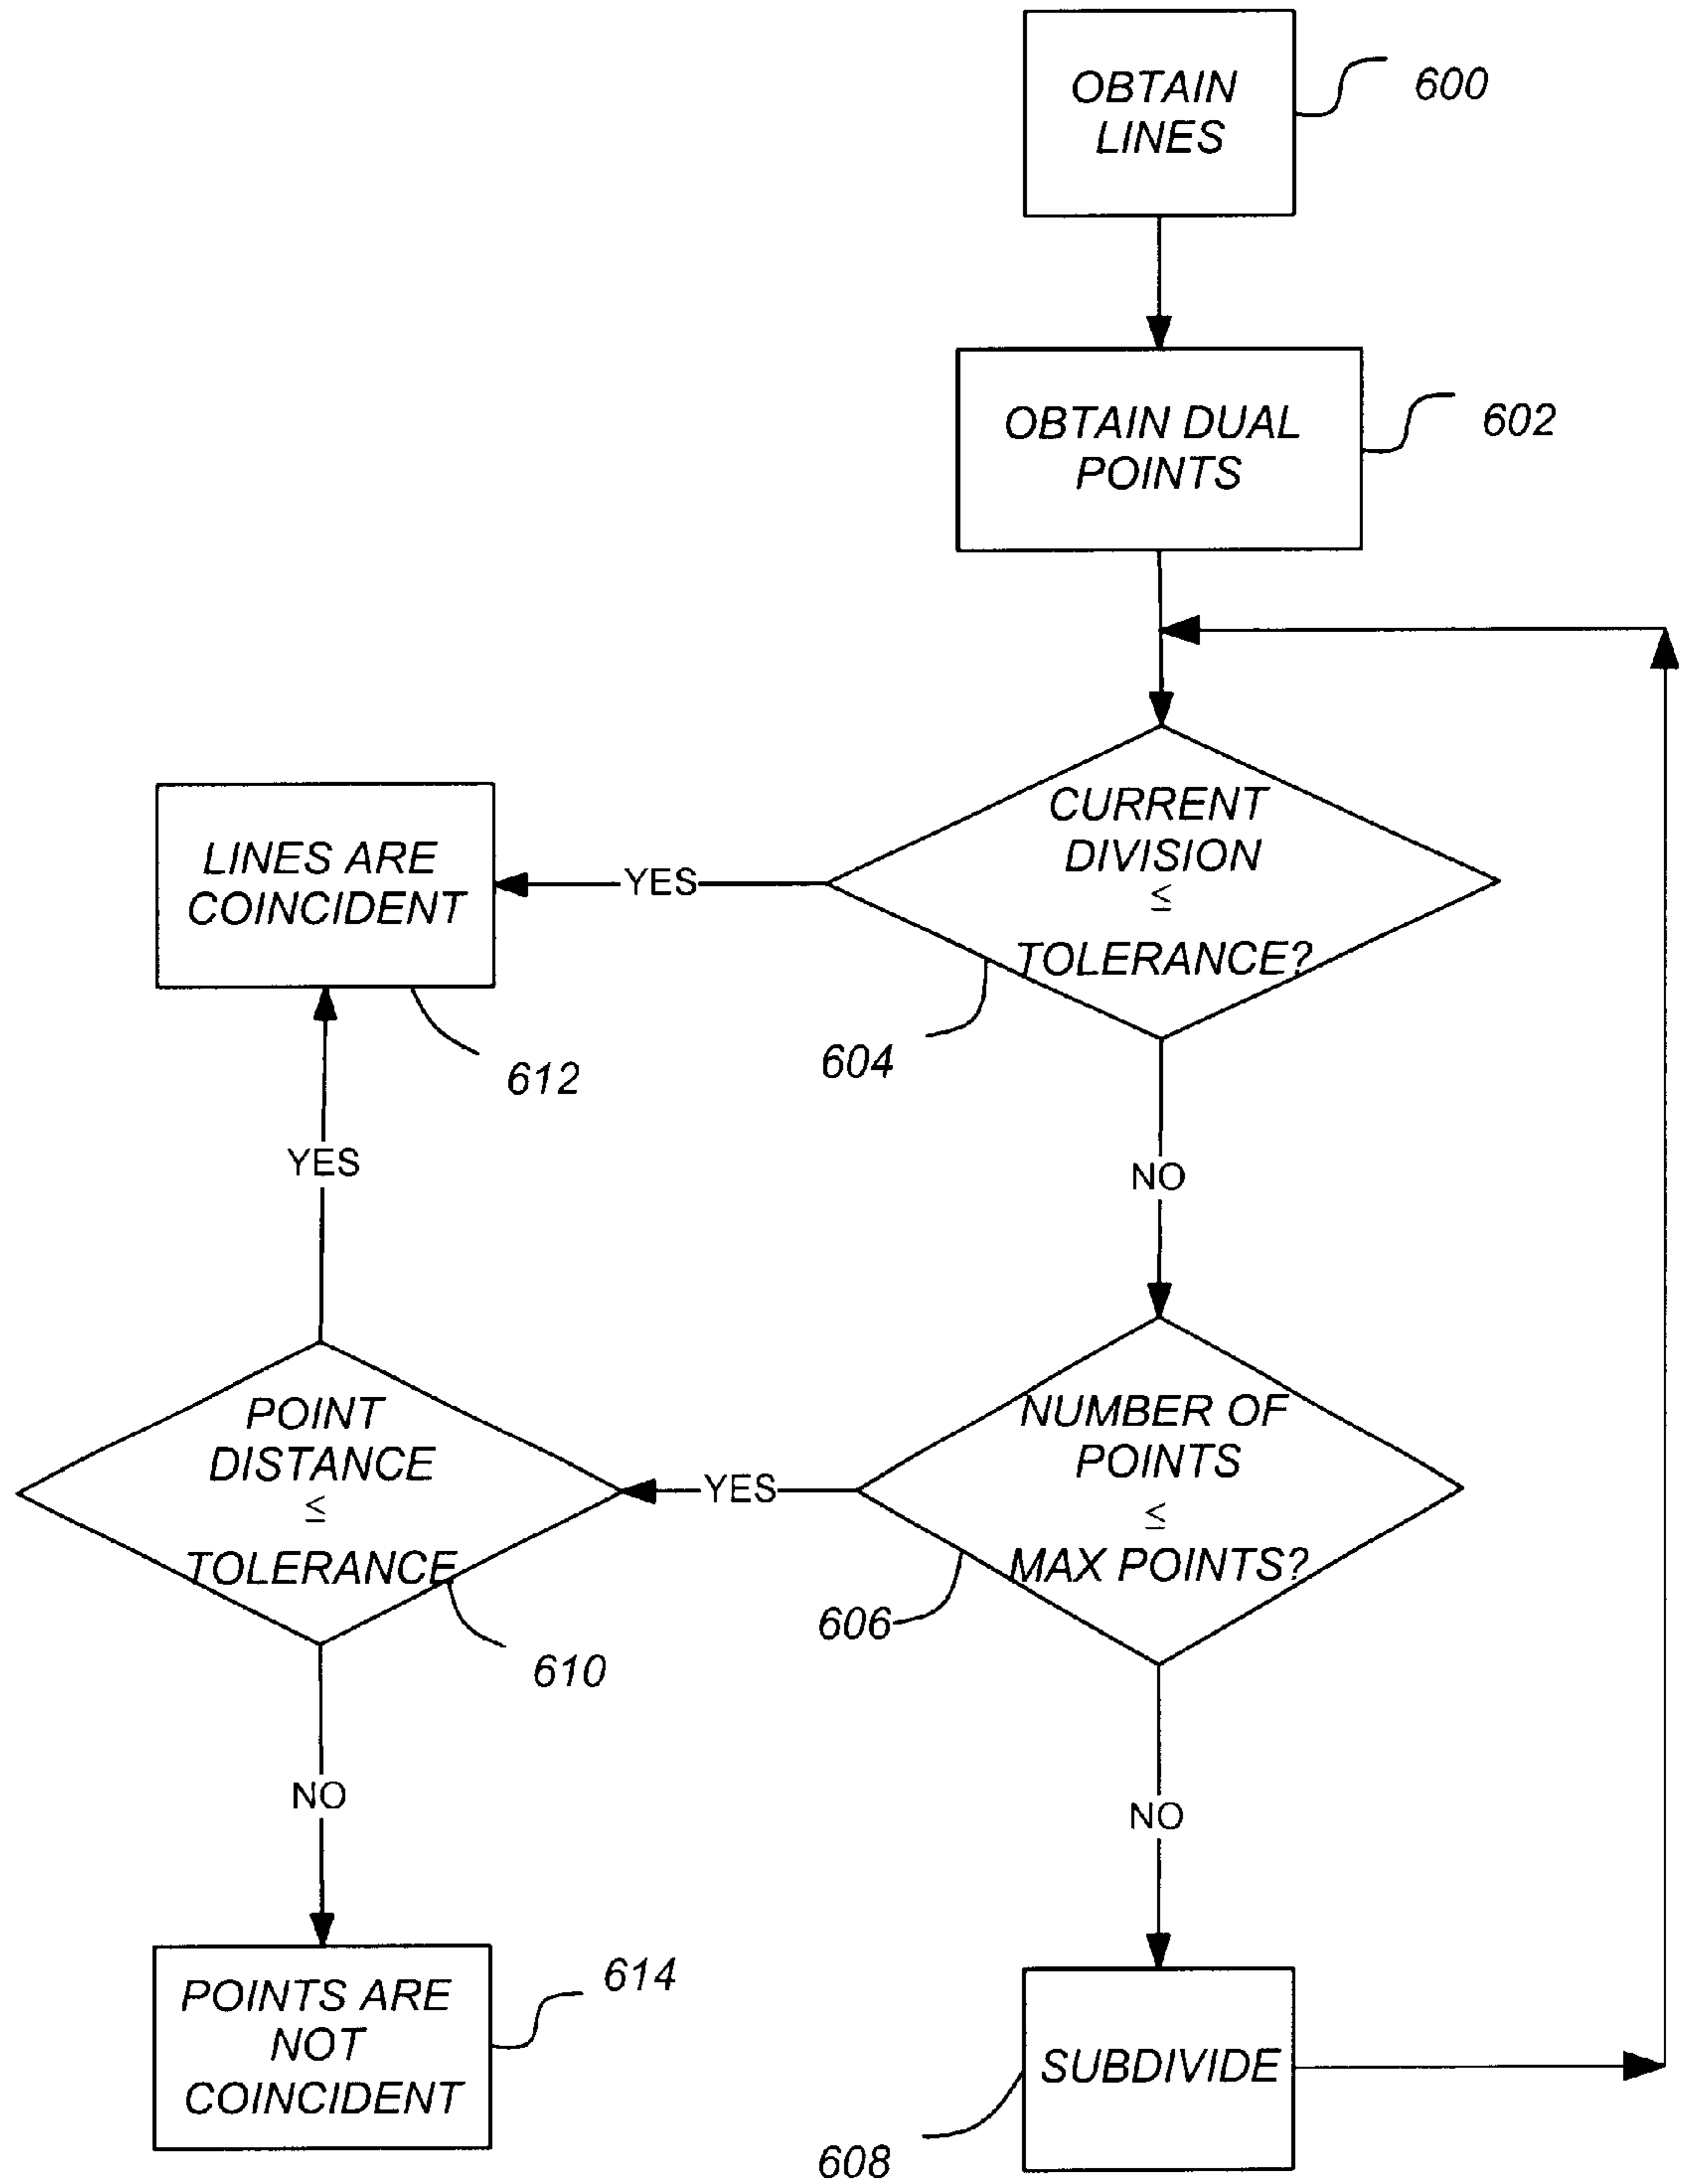 OBTAIN
LINES
600
OBTAIN DUAL
POINTS
602
CURRENT
DIVISION
≤
TOLERANCE?
604
YES
LINES ARE
COINCIDENT
612
NO
YES
NUMBER OF
POINTS
≤
MAX POINTS?
606
YES
POINT
DISTANCE
≤
TOLERANCE
610
NO
NO
POINTS ARE
NOT
COINCIDENT
614
SUBDIVIDE
608